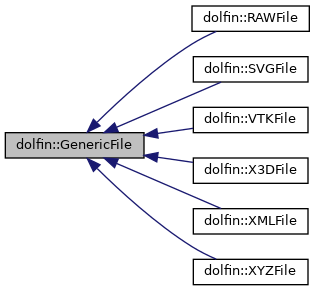 dolfin::RAWFile
dolfin::SVGFile
dolfin::VTKFile
dolfin::GenericFile
dolfin::X3DFile
dolfin::XMLFile
dolfin::XYZFile